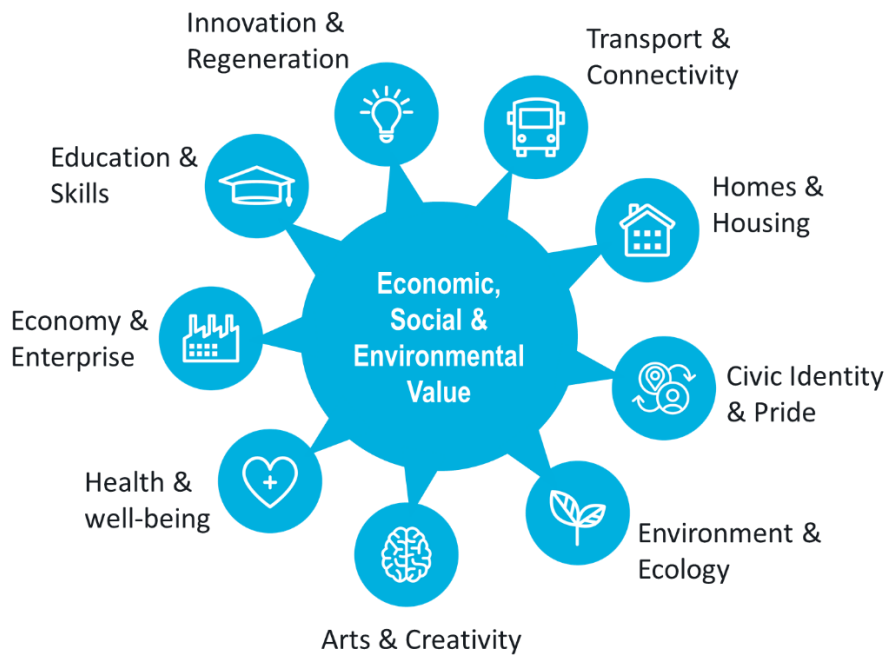 Innovation &
Regeneration
Transport &
Connectivity
Education &
Skills
Homes &
Housing
Economic,
Social &
Environmental
Value
Economy &
Enterprise
Civic Identity
& Pride
Health &
well-being
Environment &
Ecology
Arts & Creativity